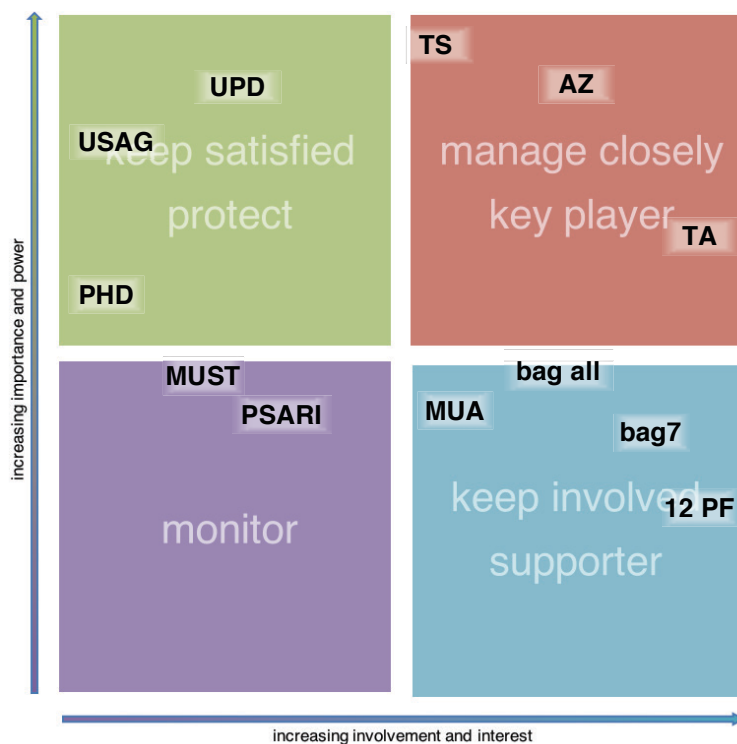 TS
UPD
AZ
USAG
keep satisfied
protect
manage closely
key player
TA
PHD
MUST
PSARI
monitor
bag all
MUA
bag7
keep involved
12 PF
supporter
increasing importance and power
increasing involvement and interest